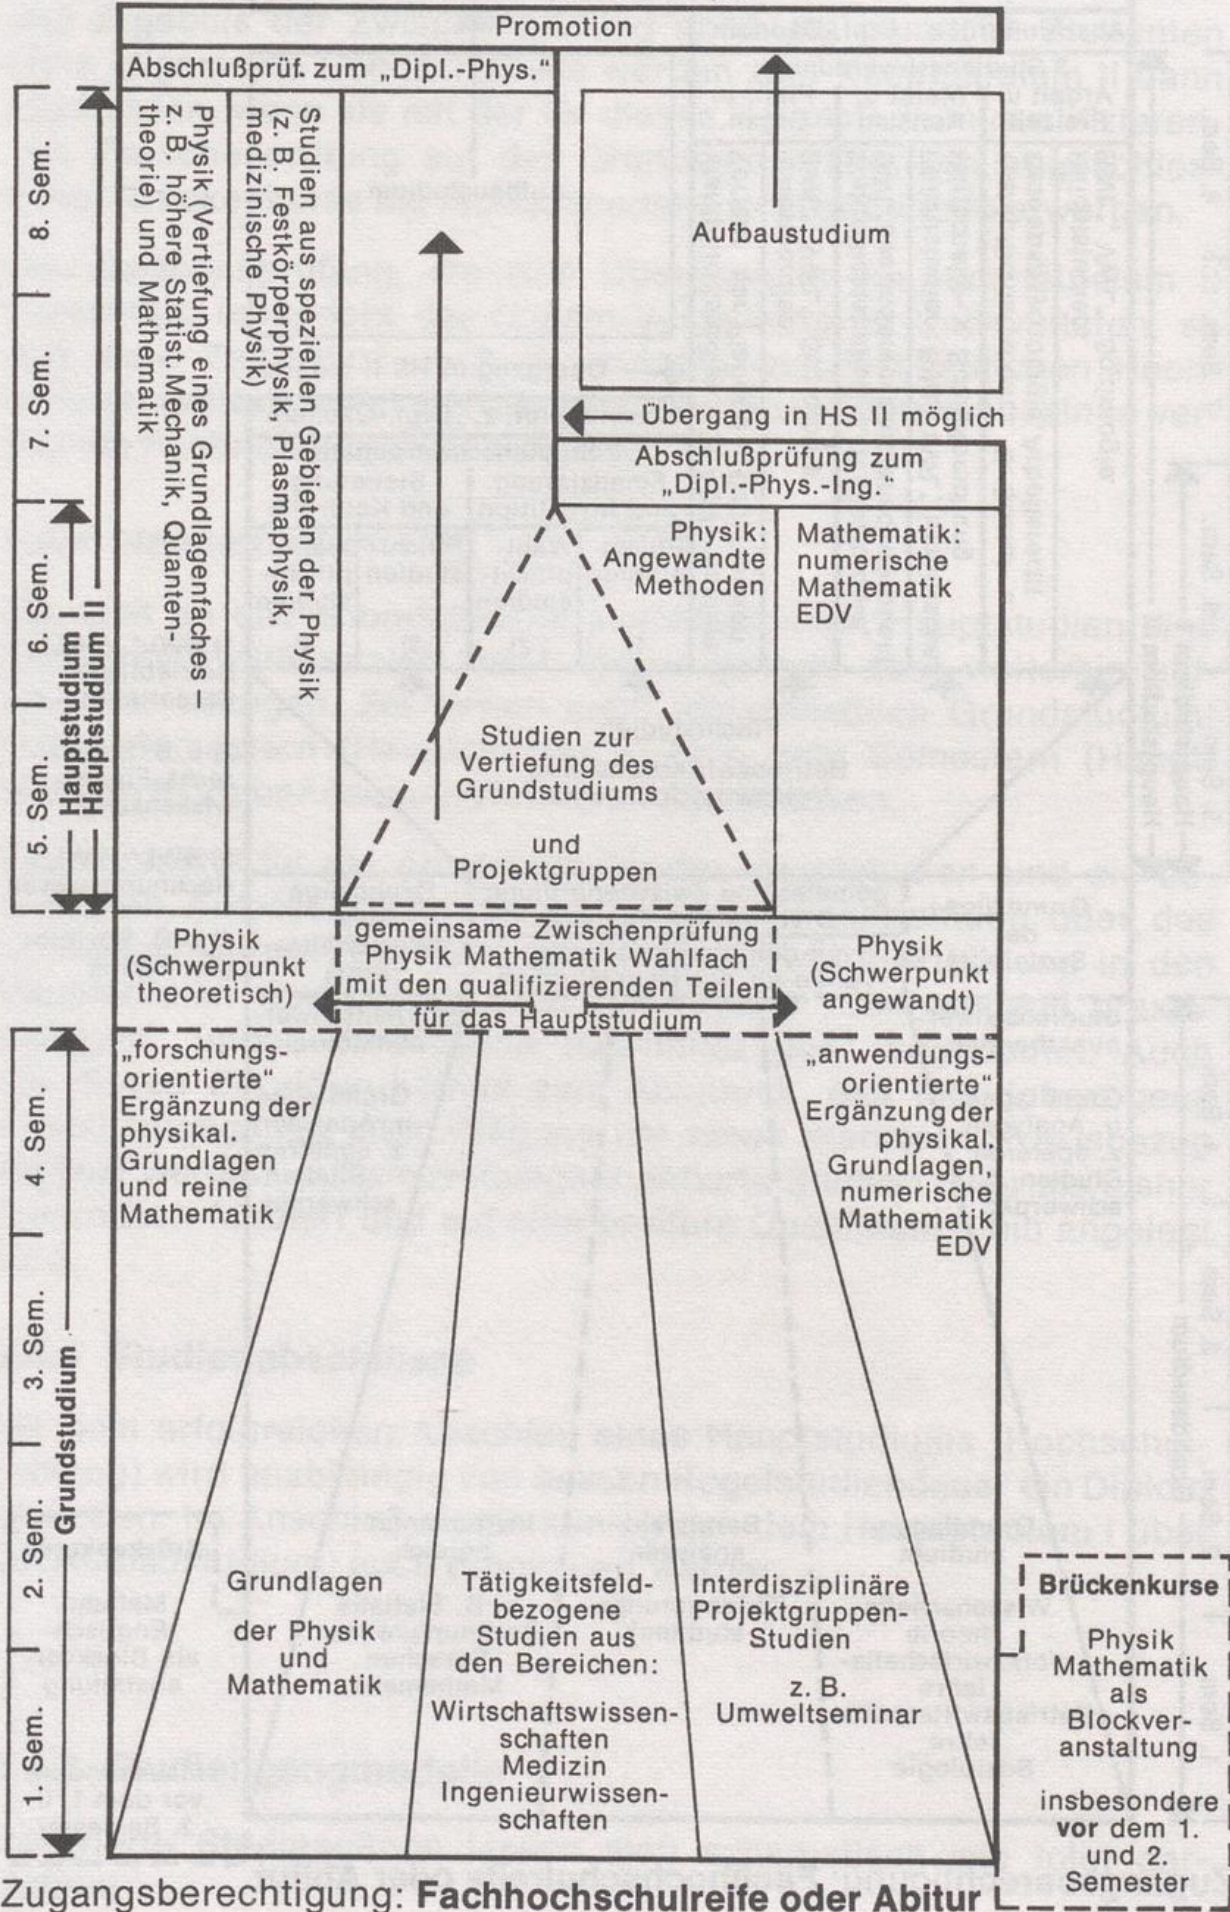 Promotion
Abschlußprüf. zum „Dipl.-Phys.“
Physik (Vertiefung eines Grundlagenfaches –
z. B. höhere Statist. Mechanik, Quanten-
theorie) und Mathematik
Studien aus speziellen Gebieten der Physik
(z. B. Festkörperphysik, Plasmaphysik,
medizinische Physik)
Aufbaustudium
Übergang in HS II möglich
Abschlußprüfung zum
„Dipl.-Phys.-Ing.“
Physik:
Angewandte
Methoden
Mathematik:
numerische
Mathematik
EDV
Studien zur
Vertiefung des
Grundstudiums
und
Projektgruppen
8. Sem.
7. Sem.
6. Sem.
5. Sem.
Hauptstudium I
Hauptstudium II
Physik
(Schwerpunkt
theoretisch)
gemeinsame Zwischenprüfung
Physik Mathematik Wahlfach
mit den qualifizierenden Teilen
für das Hauptstudium
Physik
(Schwerpunkt
angewandt)
„forschungs-
orientierte“
Ergänzung der
physikal.
Grundlagen
und reine
Mathematik
„anwendungs-
orientierte“
Ergänzung der
physikal.
Grundlagen,
numerische
Mathematik
EDV
4. Sem.
3. Sem.
2. Sem.
1. Sem.
Grundstudium
Grundlagen
der Physik
und
Mathematik
Tätigkeitsfeld-
bezogene
Studien aus
den Bereichen:
Wirtschaftswissen-
schaften
Medizin
Ingenieurwissen-
schaften
Interdisziplinäre
Projektgruppen-
Studien
z. B.
Umweltseminar
Brückenkurse
Physik
Mathematik
als
Blockver-
anstaltung
insbesondere
vor dem 1.
und 2.
Semester
Zugangsberechtigung: Fachhochschulreife oder Abitur